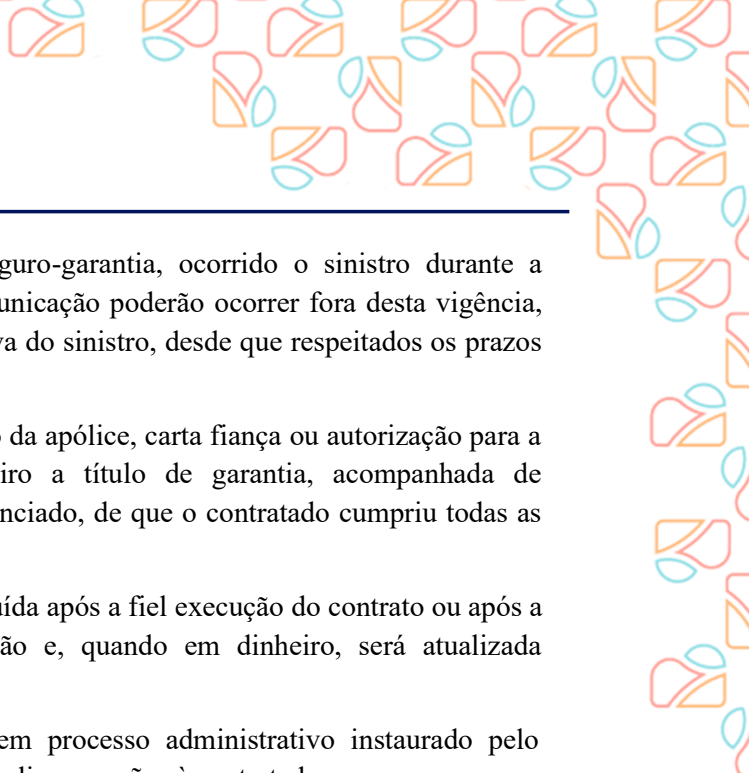 guro-garantia, ocorrido o sinistro durante a
unicação poderão ocorrer fora desta vigência,
va do sinistro, desde que respeitados os prazos
da apólice, carta fiança ou autorização para a
iro a título de garantia, acompanhada de
nciado, de que o contratado cumpriu todas as
uída após a fiel execução do contrato ou após a
ão e, quando em dinheiro, será atualizada
em processo administrativo instaurado pelo